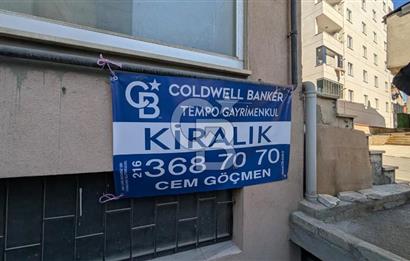 CB
COLDWELL BANKER
TEMPO GAYRİMENKUL
KİRALIK
216 368 70 70
CEM GÖÇMEN